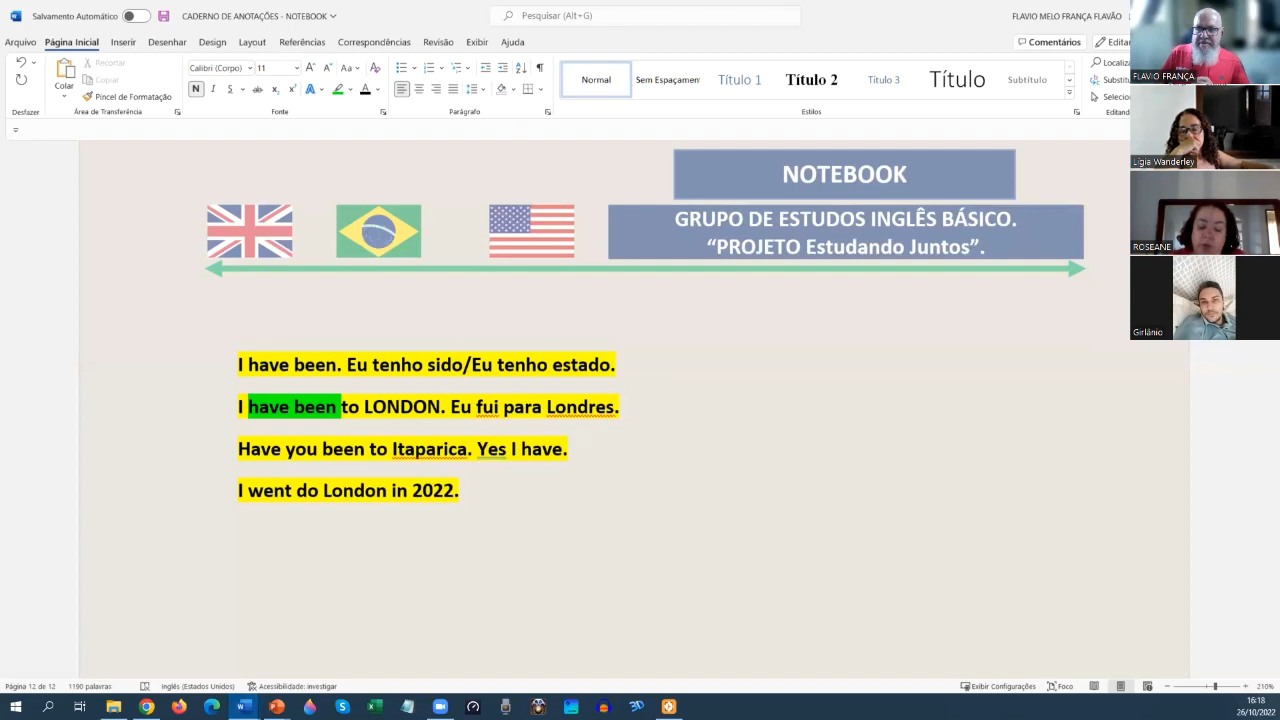 Salvamento Automático
CADERNO DE ANOTAÇÕES - NOTEBOOK
Pesquisar (Alt+G)
FLAVIO MELO FRANÇA FLAVÃO
Arquivo Página Inicial Inserir Desenhar Design Layout Referências Correspondências Revisão Exibir Ajuda
Comentários
Colar
Recortar
Copiar
Pincel de Formatação
Calibri (Corpo) 11
Normal
Sem Espaçamen
Título 1
Título 2
Título 3
Título
Subtítulo
Desfazer
Área de Transferência
Fonte
Parágrafo
Estilos
Editando
FLAVIO FRANÇA
Lígia Wanderley
ROSEANE
Girlânio
NOTEBOOK
GRUPO DE ESTUDOS INGLÊS BÁSICO.
“PROJETO Estudando Juntos”.
I have been. Eu tenho sido/Eu tenho estado.
I have been to LONDON. Eu fui para Londres.
Have you been to Itaparica. Yes I have.
I went do London in 2022.
Página 12 de 12 1190 palavras Inglês (Estados Unidos) Acessibilidade: investigar
Exibir Configurações Foco 210%
16:18
26/10/2022